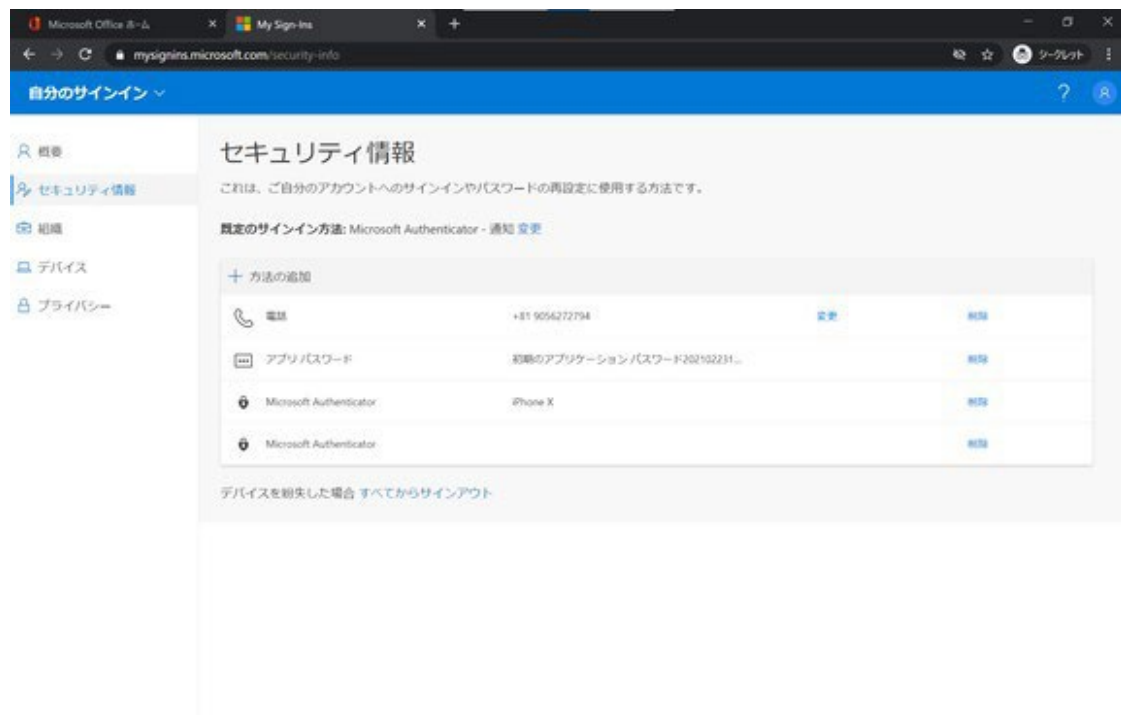 Microsoft Office ホーム
My Sign-Ins
mysignins.microsoft.com/security-info
シークレット
自分のサインイン
?
概要
セキュリティ情報
組織
デバイス
プライバシー
セキュリティ情報
これは、ご自分のアカウントへのサインインやパスワードの再設定に使用する方法です。
既定のサインイン方法: Microsoft Authenticator - 通知 変更
+ 方法の追加
電話 +81 9056272794 変更 削除
アプリ パスワード 初期のアプリケーション パスワード202102231... 削除
Microsoft Authenticator iPhone X 削除
Microsoft Authenticator 削除
デバイスを紛失した場合 すべてからサインアウト